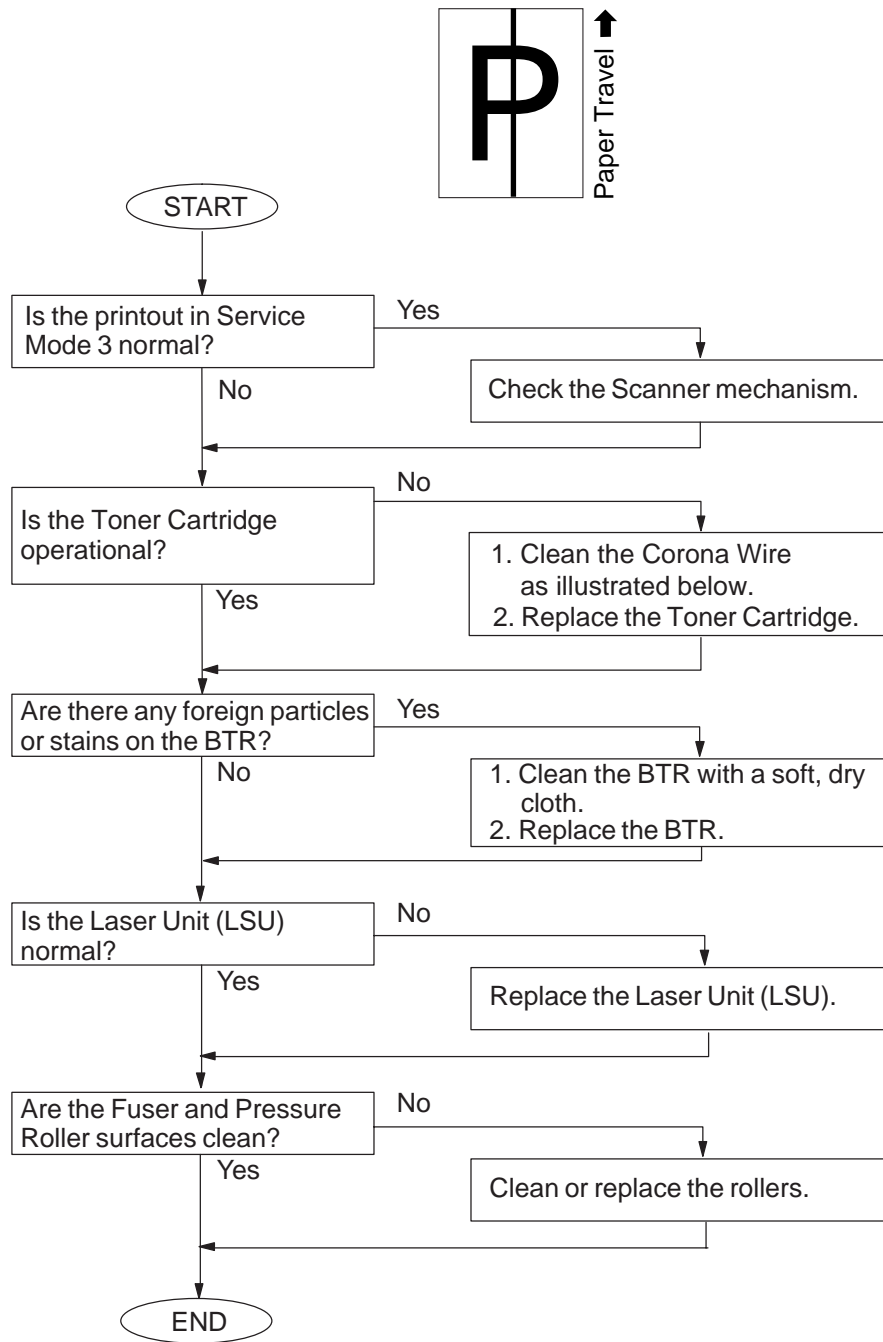 P
Paper Travel
START
Is the printout in Service
Mode 3 normal?
Yes
No
Check the Scanner mechanism.
Is the Toner Cartridge
operational?
No
Yes
1. Clean the Corona Wire
as illustrated below.
2. Replace the Toner Cartridge.
Are there any foreign particles
or stains on the BTR?
Yes
No
1. Clean the BTR with a soft, dry
cloth.
2. Replace the BTR.
Is the Laser Unit (LSU)
normal?
No
Yes
Replace the Laser Unit (LSU).
Are the Fuser and Pressure
Roller surfaces clean?
No
Yes
Clean or replace the rollers.
END